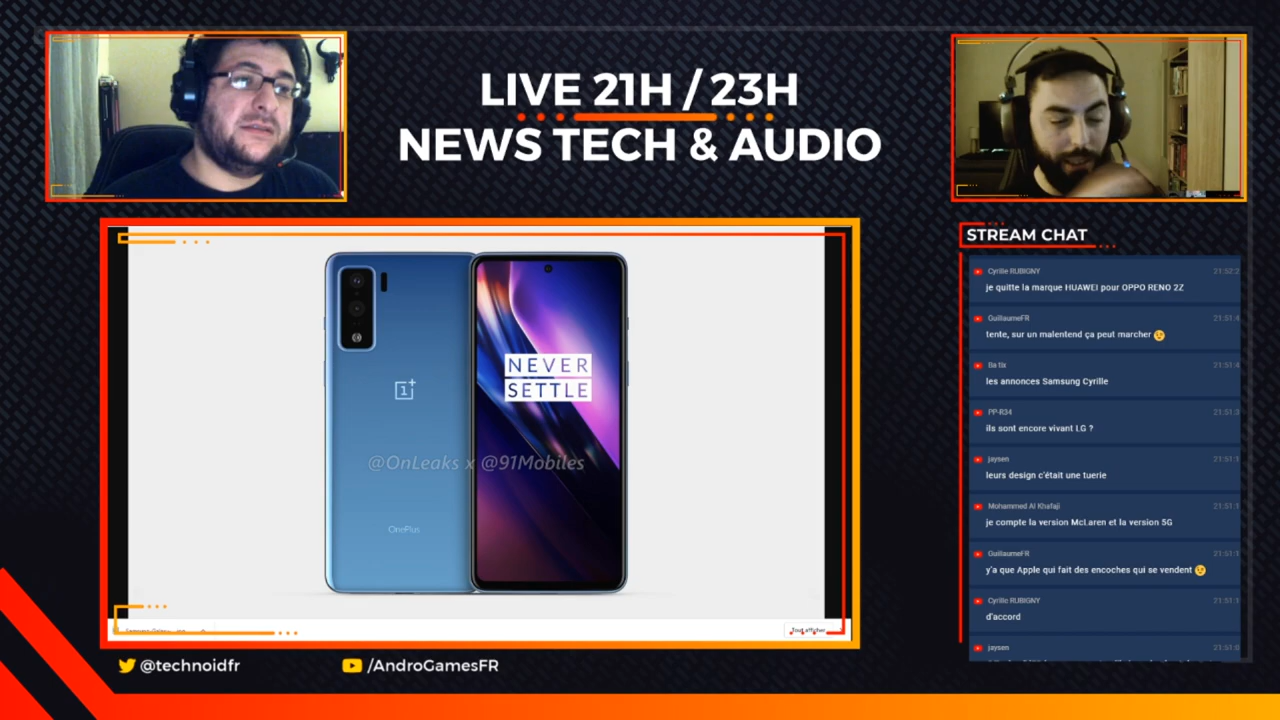 LIVE 21H / 23H
NEWS TECH & AUDIO
NEVER
SETTLE
@OnLeaks x @91Mobiles
OnePlus
Tout afficher
@technoidfr
/AndroGamesFR
STREAM CHAT
Cyrille RUBIGNY
je quitte la marque HUAWEI pour OPPO RENO 2Z
GuillaumeFR
tente, sur un malentend ça peut marcher 😉
Ba tix
les annonces Samsung Cyrille
PP-R34
ils sont encore vivant LG ?
jaysen
leurs design c'était une tuerie
Mohammed Al Khafaji
je compte la version McLaren et la version 5G
GuillaumeFR
y'a que Apple qui fait des encoches qui se vendent 😉
Cyrille RUBIGNY
d'accord
jaysen